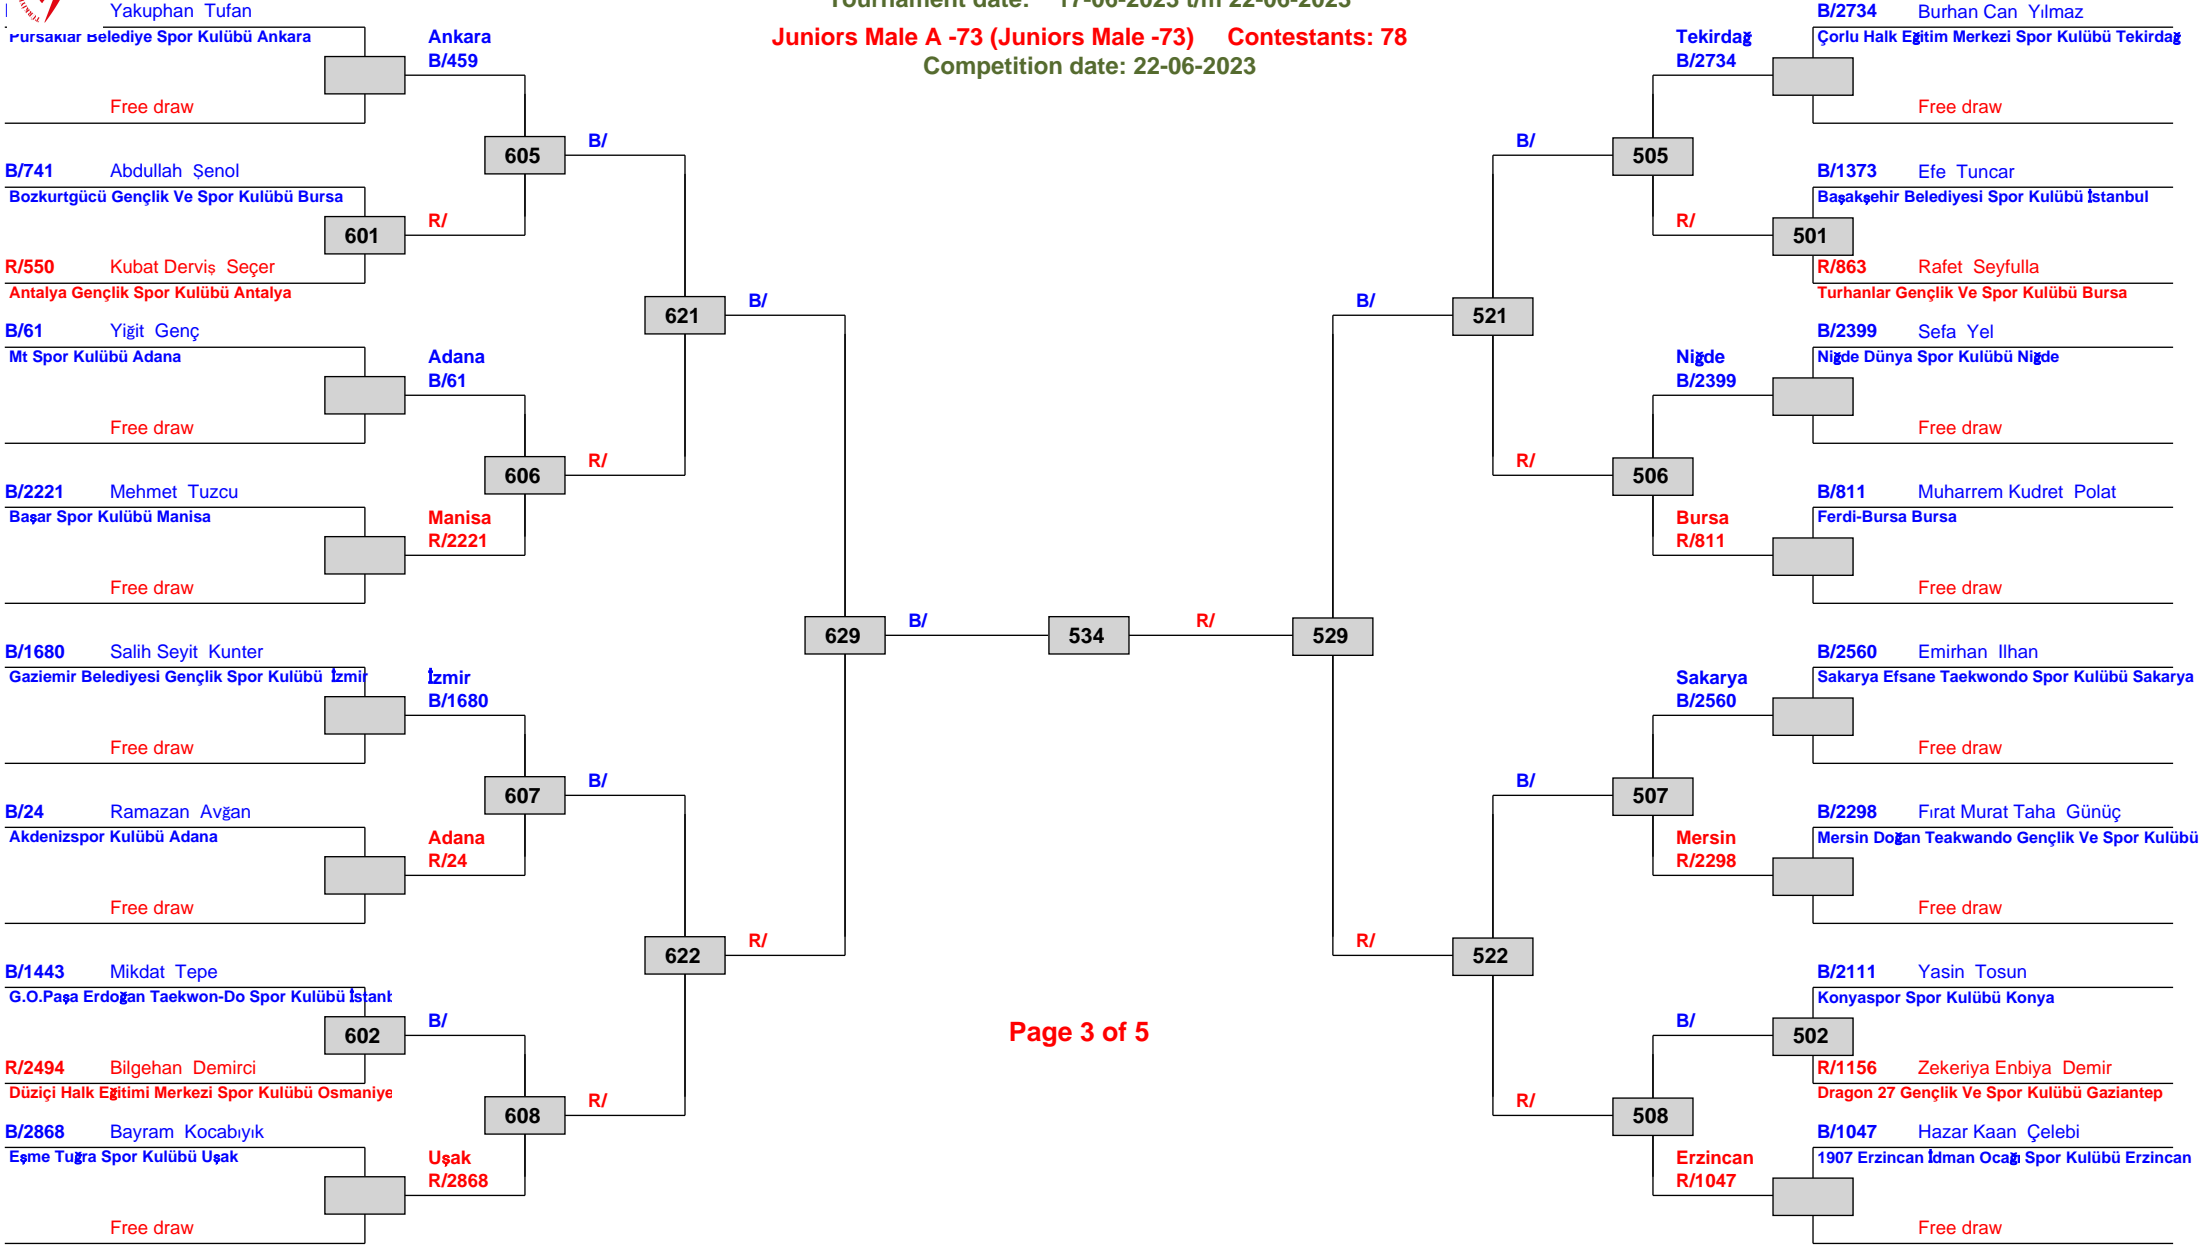 Tournament date: 17-06-2023 t/m 22-06-2023
Juniors Male A -73 (Juniors Male -73) Contestants: 78
Competition date: 22-06-2023
Yakuphan Tufan
Pursaklar Belediye Spor Kulübü Ankara
Free draw
Ankara
B/459
B/741 Abdullah Şenol
Bozkurtgücü Gençlik Ve Spor Kulübü Bursa
601
R/
R/550 Kubat Derviş Seçer
Antalya Gençlik Spor Kulübü Antalya
605
B/
B/61 Yiğit Genç
Mt Spor Kulübü Adana
Free draw
Adana
B/61
606
R/
B/2221 Mehmet Tuzcu
Başar Spor Kulübü Manisa
Free draw
Manisa
R/2221
621
B/
B/1680 Salih Seyit Kunter
Gaziemir Belediyesi Gençlik Spor Kulübü İzmir
Free draw
İzmir
B/1680
607
B/
B/24 Ramazan Avğan
Akdenizspor Kulübü Adana
Free draw
Adana
R/24
622
R/
B/1443 Mikdat Tepe
G.O.Paşa Erdoğan Taekwon-Do Spor Kulübü İstanb
602
B/
R/2494 Bilgehan Demirci
Düziçi Halk Eğitimi Merkezi Spor Kulübü Osmaniye
608
R/
B/2868 Bayram Kocabıyık
Eşme Tuğra Spor Kulübü Uşak
Free draw
Uşak
R/2868
629
B/
534
R/
529
B/
521
R/
522
B/2734 Burhan Can Yılmaz
Çorlu Halk Eğitim Merkezi Spor Kulübü Tekirdağ
Free draw
Tekirdağ
B/2734
B/
505
B/1373 Efe Tuncar
Başakşehir Belediyesi Spor Kulübü İstanbul
R/
501
R/863 Rafet Seyfulla
Turhanlar Gençlik Ve Spor Kulübü Bursa
B/2399 Sefa Yel
Niğde Dünya Spor Kulübü Niğde
Free draw
Niğde
B/2399
R/
506
B/811 Muharrem Kudret Polat
Ferdi-Bursa Bursa
Free draw
Bursa
R/811
B/2560 Emirhan Ilhan
Sakarya Efsane Taekwondo Spor Kulübü Sakarya
Free draw
Sakarya
B/2560
B/
507
B/2298 Fırat Murat Taha Günüç
Mersin Doğan Teakwando Gençlik Ve Spor Kulübü
Free draw
Mersin
R/2298
B/2111 Yasin Tosun
Konyaspor Spor Kulübü Konya
B/
502
R/1156 Zekeriya Enbiya Demir
Dragon 27 Gençlik Ve Spor Kulübü Gaziantep
R/
508
B/1047 Hazar Kaan Çelebi
1907 Erzincan İdman Ocağı Spor Kulübü Erzincan
Free draw
Erzincan
R/1047
Page 3 of 5